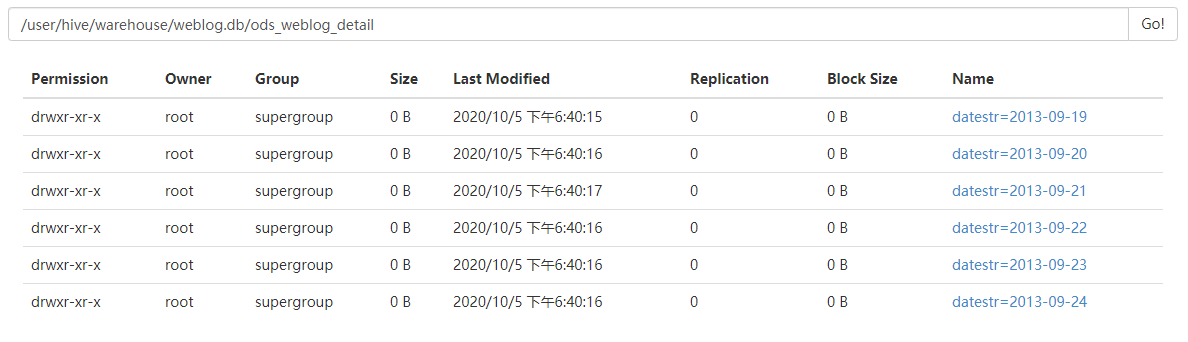 /user/hive/warehouse/weblog.db/ods_weblog_detail Go!
Permission Owner Group Size Last Modified Replication Block Size Name
drwxr-xr-x root supergroup 0 B 2020/10/5 下午6:40:15 0 0 B datestr=2013-09-19
drwxr-xr-x root supergroup 0 B 2020/10/5 下午6:40:16 0 0 B datestr=2013-09-20
drwxr-xr-x root supergroup 0 B 2020/10/5 下午6:40:17 0 0 B datestr=2013-09-21
drwxr-xr-x root supergroup 0 B 2020/10/5 下午6:40:16 0 0 B datestr=2013-09-22
drwxr-xr-x root supergroup 0 B 2020/10/5 下午6:40:16 0 0 B datestr=2013-09-23
drwxr-xr-x root supergroup 0 B 2020/10/5 下午6:40:16 0 0 B datestr=2013-09-24